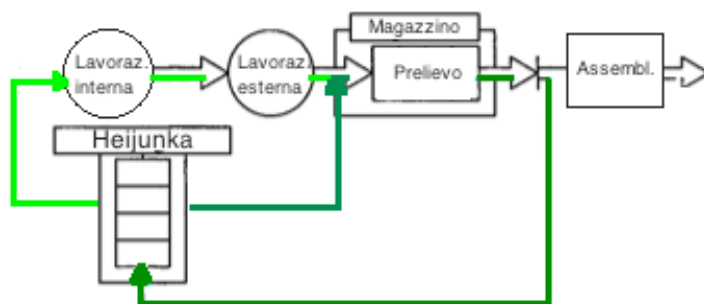 Magazzino
Lavoraz.
interna
Lavoraz.
esterna
Prelievo
Assembl.
Heijunka